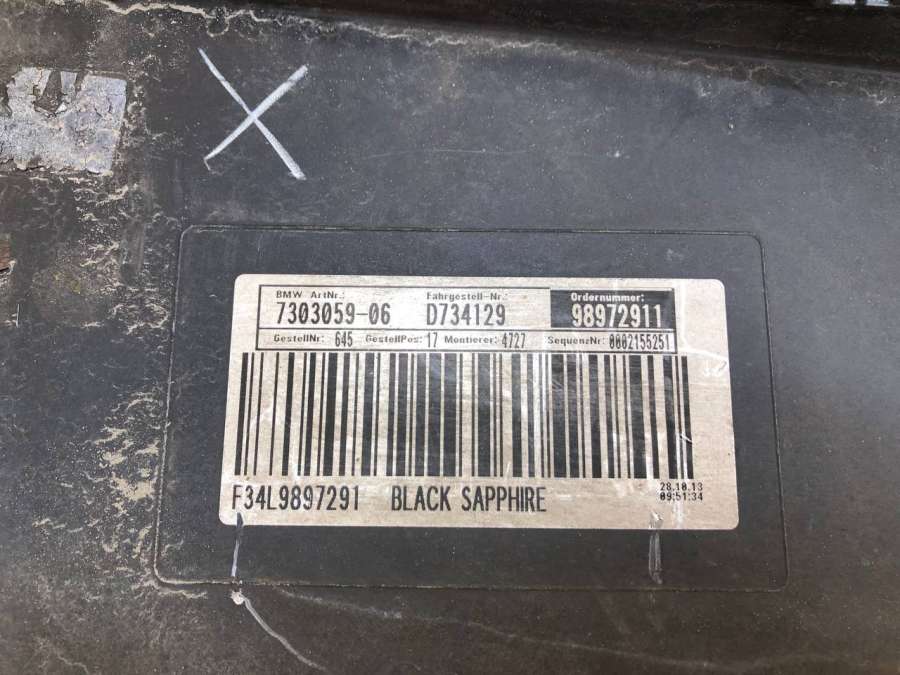 BMW ArtNr.: Fahrgestell-Nr.: Ordernummer:
7303059-06 D734129 98972911
GestellNr: 645 GestellPos: 17 Montierer: 4727 SequenzNr: 0002155251
F34L9897291 BLACK SAPPHIRE
28.10.13
09:51:34